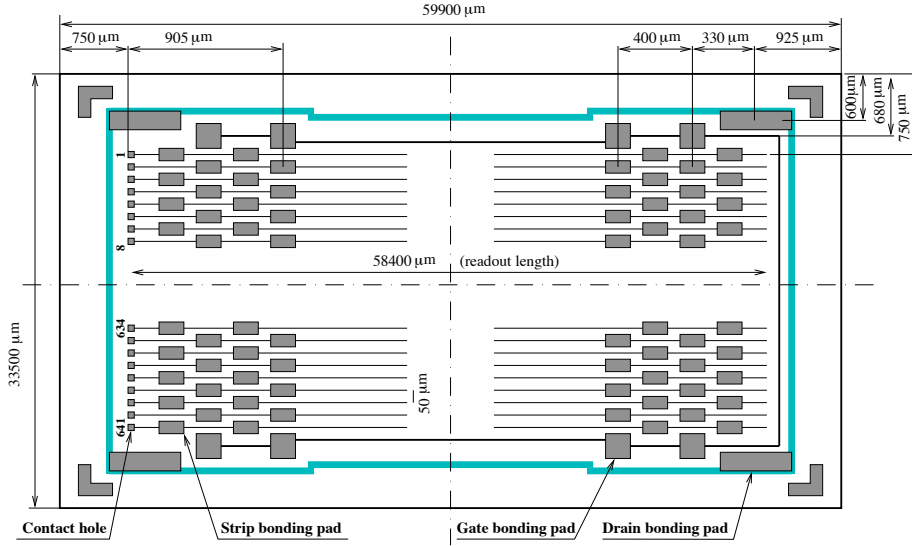 59900 μm
750 μm
905 μm
400 μm
330 μm
925 μm
600 μm
680 μm
750 μm
1
8
58400 μm (readout length)
33500 μm
634
641
50 μm
Contact hole
Strip bonding pad
Gate bonding pad
Drain bonding pad